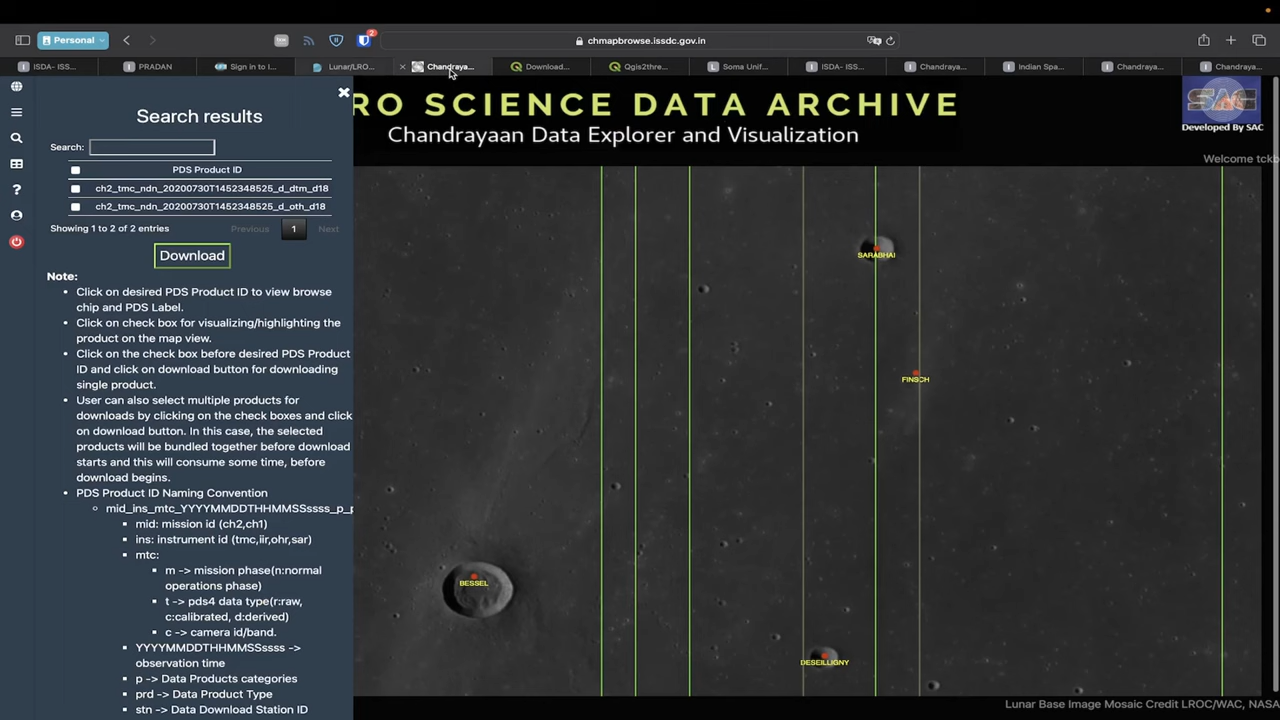 Personal
2
chmapbrowse.issdc.gov.in
ISDA- ISS...
PRADAN
Sign in to I...
Lunar/LRO...
Chandraya...
Download...
Qgis2thre...
Soma Unif...
ISDA- ISS...
Chandraya...
Indian Spa...
Chandraya...
Chandraya...
RO SCIENCE DATA ARCHIVE
Chandrayaan Data Explorer and Visualization
SAC
Developed By SAC
Welcome tckb
Search results
Search:
PDS Product ID
ch2_tmc_ndn_20200730T1452348525_d_dtm_d18
ch2_tmc_ndn_20200730T1452348525_d_oth_d18
Showing 1 to 2 of 2 entries
Previous 1 Next
Download
Note:
Click on desired PDS Product ID to view browse
chip and PDS Label.
Click on check box for visualizing/highlighting the
product on the map view.
Click on the check box before desired PDS Product
ID and click on download button for downloading
single product.
User can also select multiple products for
downloads by clicking on the check boxes and click
on download button. In this case, the selected
products will be bundled together before download
starts and this will consume some time, before
download begins.
PDS Product ID Naming Convention
mid_ins_mtc_YYYYMMDDTHHMMSSssss_p_p
mid: mission id (ch2,ch1)
ins: instrument id (tmc,iir,ohr,sar)
mtc:
m -> mission phase(n:normal
operations phase)
t -> pds4 data type(r:raw,
c:calibrated, d:derived)
c -> camera id/band.
YYYYMMDDTHHMMSSssss ->
observation time
p -> Data Products categories
prd -> Data Product Type
stn -> Data Download Station ID
SARABHAI
FINSCH
BESSEL
DESEILLIGNY
Lunar Base Image Mosaic Credit LROC/WAC, NASA